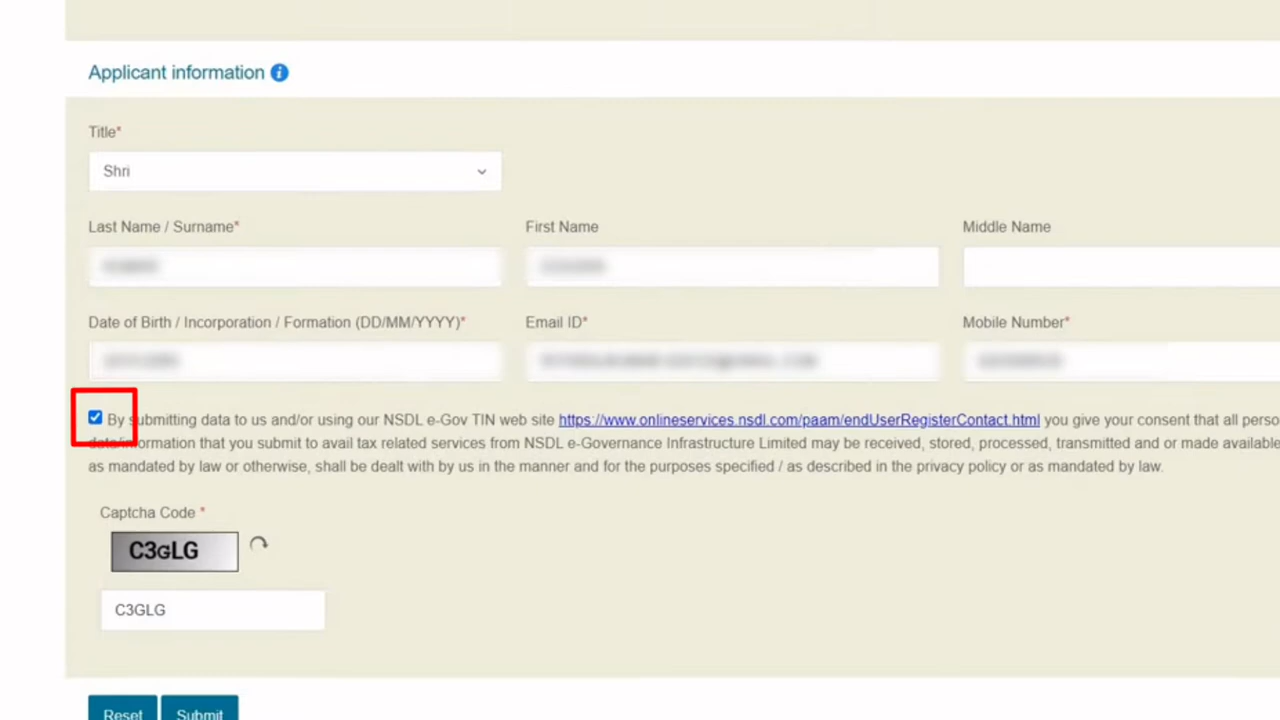 Applicant information
Title*
Shri
Last Name / Surname* First Name Middle Name
Date of Birth / Incorporation / Formation (DD/MM/YYYY)* Email ID* Mobile Number*
By submitting data to us and/or using our NSDL e-Gov TIN web site https://www.onlineservices.nsdl.com/paam/endUserRegisterContact.html you give your consent that all perso
data/information that you submit to avail tax related services from NSDL e-Governance Infrastructure Limited may be received, stored, processed, transmitted and or made available
as mandated by law or otherwise, shall be dealt with by us in the manner and for the purposes specified / as described in the privacy policy or as mandated by law.
Captcha Code *
C3GLG
C3GLG
Reset Submit